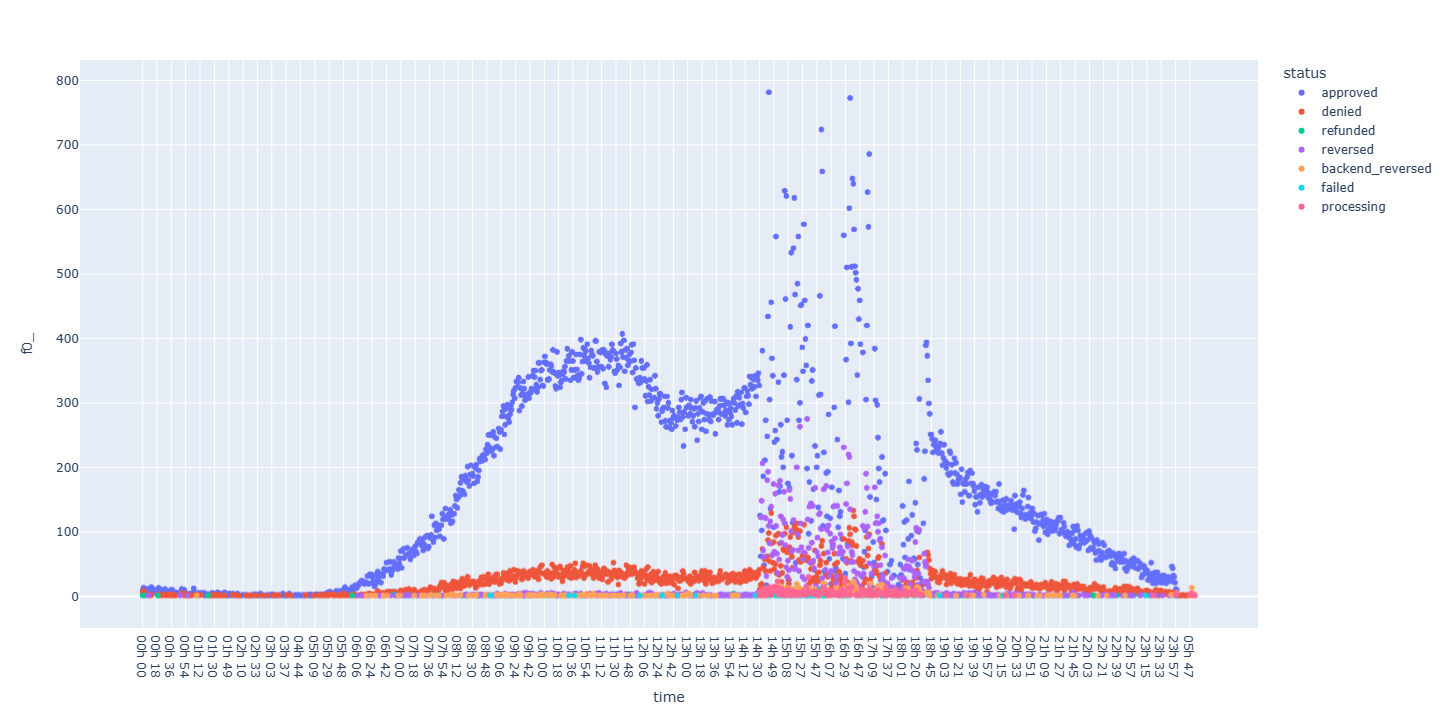 status
approved
denied
refunded
reversed
backend_reversed
failed
processing
800
700
600
500
400
300
200
100
0
f0_
00h 00
00h 18
00h 36
00h 54
01h 12
01h 30
01h 49
02h 10
02h 33
03h 03
03h 37
04h 44
05h 09
05h 29
05h 48
06h 06
06h 24
06h 42
07h 00
07h 18
07h 36
07h 54
08h 12
08h 30
08h 48
09h 06
09h 24
09h 42
10h 00
10h 18
10h 36
10h 54
11h 12
11h 30
11h 48
12h 06
12h 24
12h 42
13h 00
13h 18
13h 36
13h 54
14h 12
14h 30
14h 49
15h 08
15h 27
15h 47
16h 07
16h 29
16h 47
17h 09
17h 37
18h 01
18h 20
18h 45
19h 03
19h 21
19h 39
19h 57
20h 15
20h 33
20h 51
21h 09
21h 27
21h 45
22h 03
22h 21
22h 39
22h 57
23h 15
23h 33
23h 57
05h 47
time